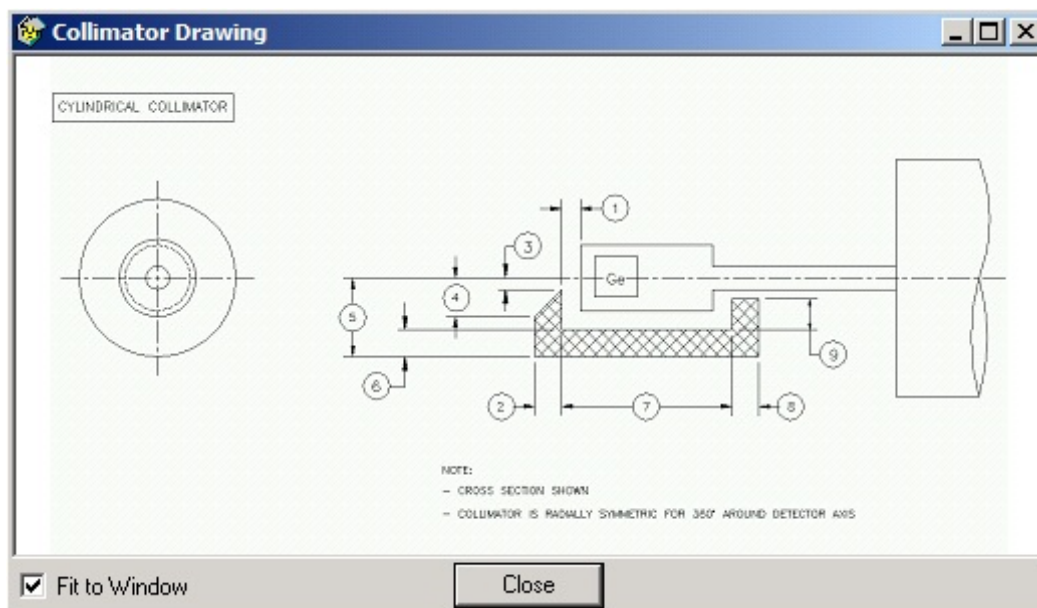 Collimator Drawing
CYLINDRICAL COLLIMATOR
1
3
Ge
4
5
9
6
2
7
8
NOTE:
- CROSS SECTION SHOWN
- COLLIMATOR IS RADIALLY SYMMETRIC FOR 360° AROUND DETECTOR AXIS
Fit to Window
Close